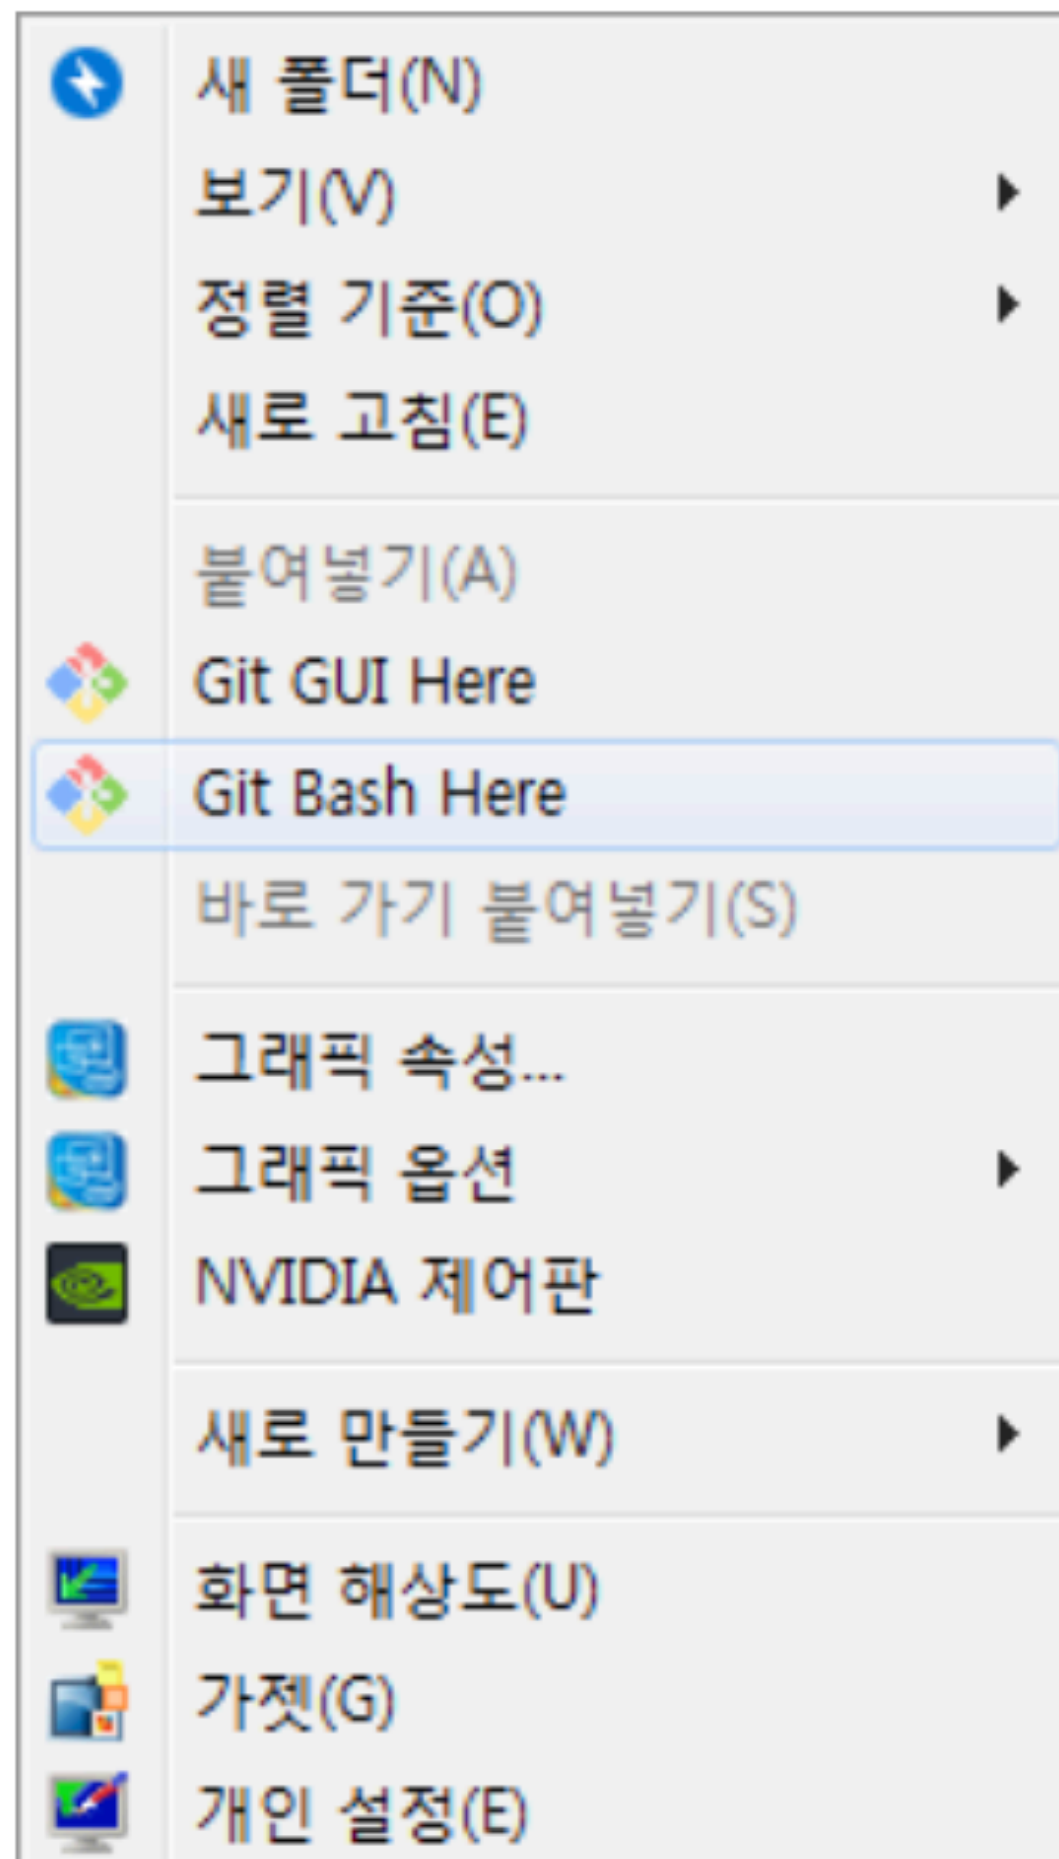 새 폴더(N)
보기(V)
정렬 기준(O)
새로 고침(E)
붙여넣기(A)
Git GUI Here
Git Bash Here
바로 가기 붙여넣기(S)
그래픽 속성...
그래픽 옵션
NVIDIA 제어판
새로 만들기(W)
화면 해상도(U)
가젯(G)
개인 설정(E)